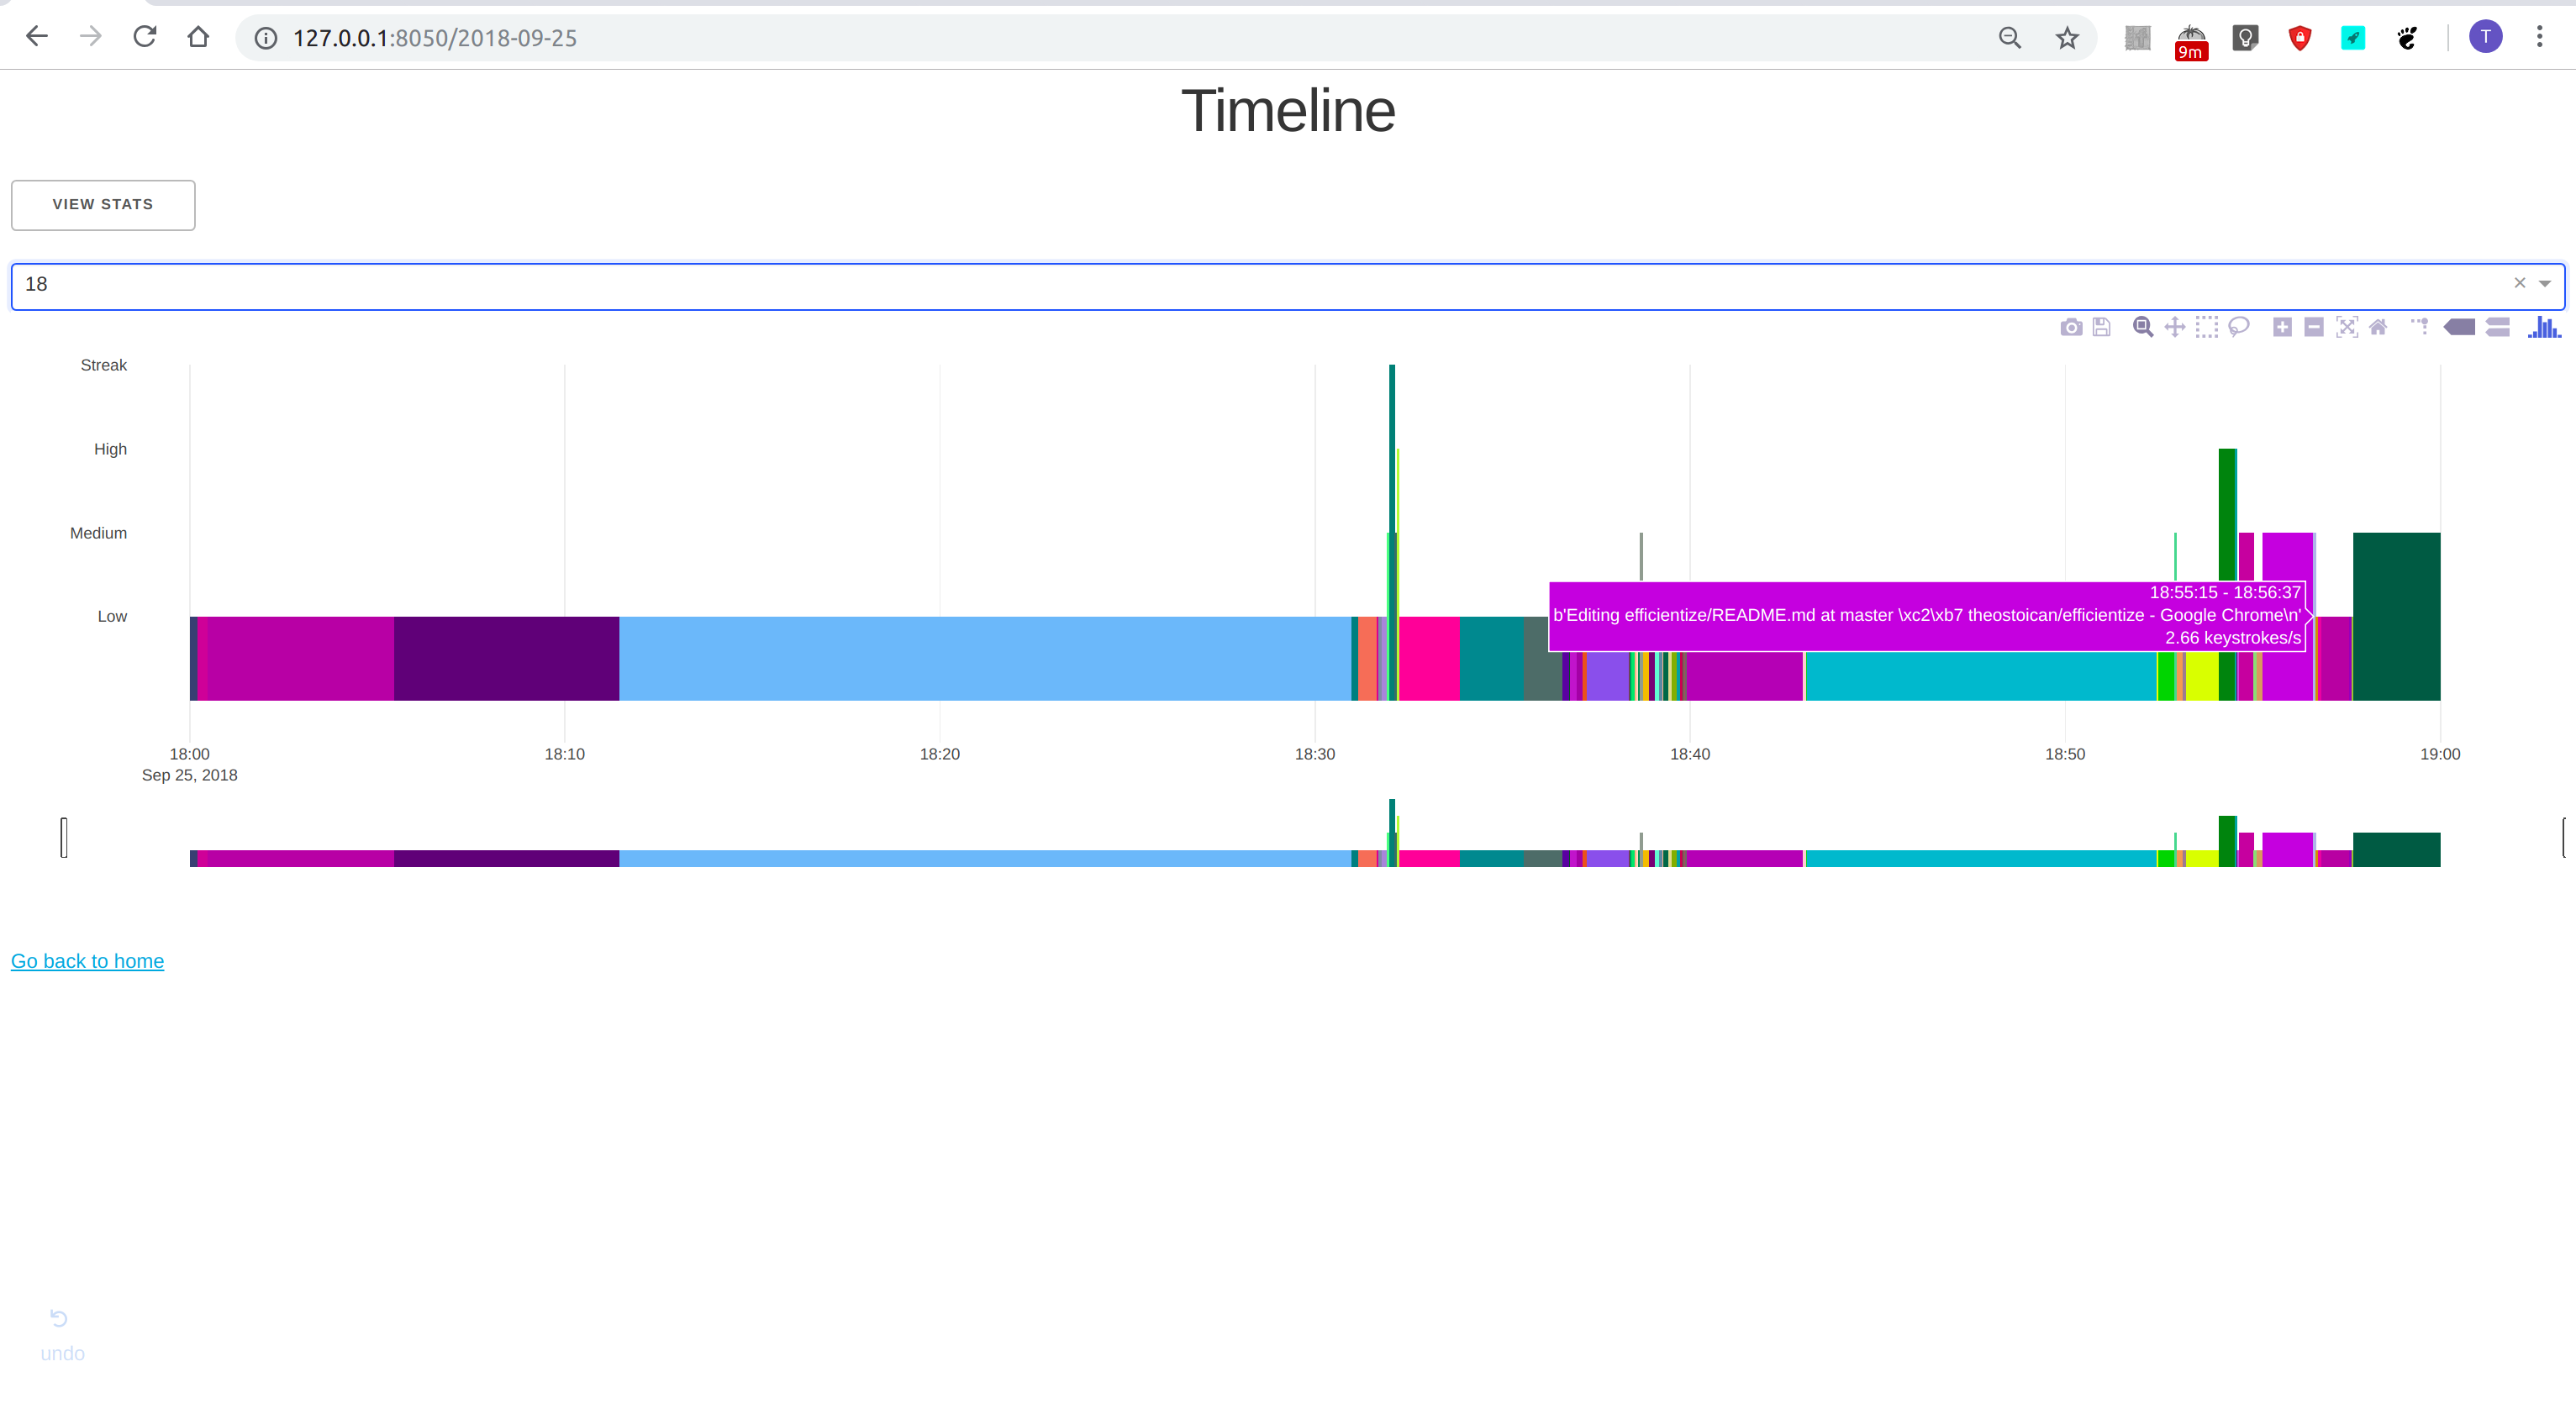 127.0.0.1:8050/2018-09-25
9m
T
Timeline
VIEW STATS
18
Streak
High
Medium
Low
18:55:15 - 18:56:37
b'Editing efficientize/README.md at master \xc2\xb7 theostoican/efficientize - Google Chrome\n'
2.66 keystrokes/s
18:00
18:10
18:20
18:30
18:40
18:50
19:00
Sep 25, 2018
Go back to home
undo